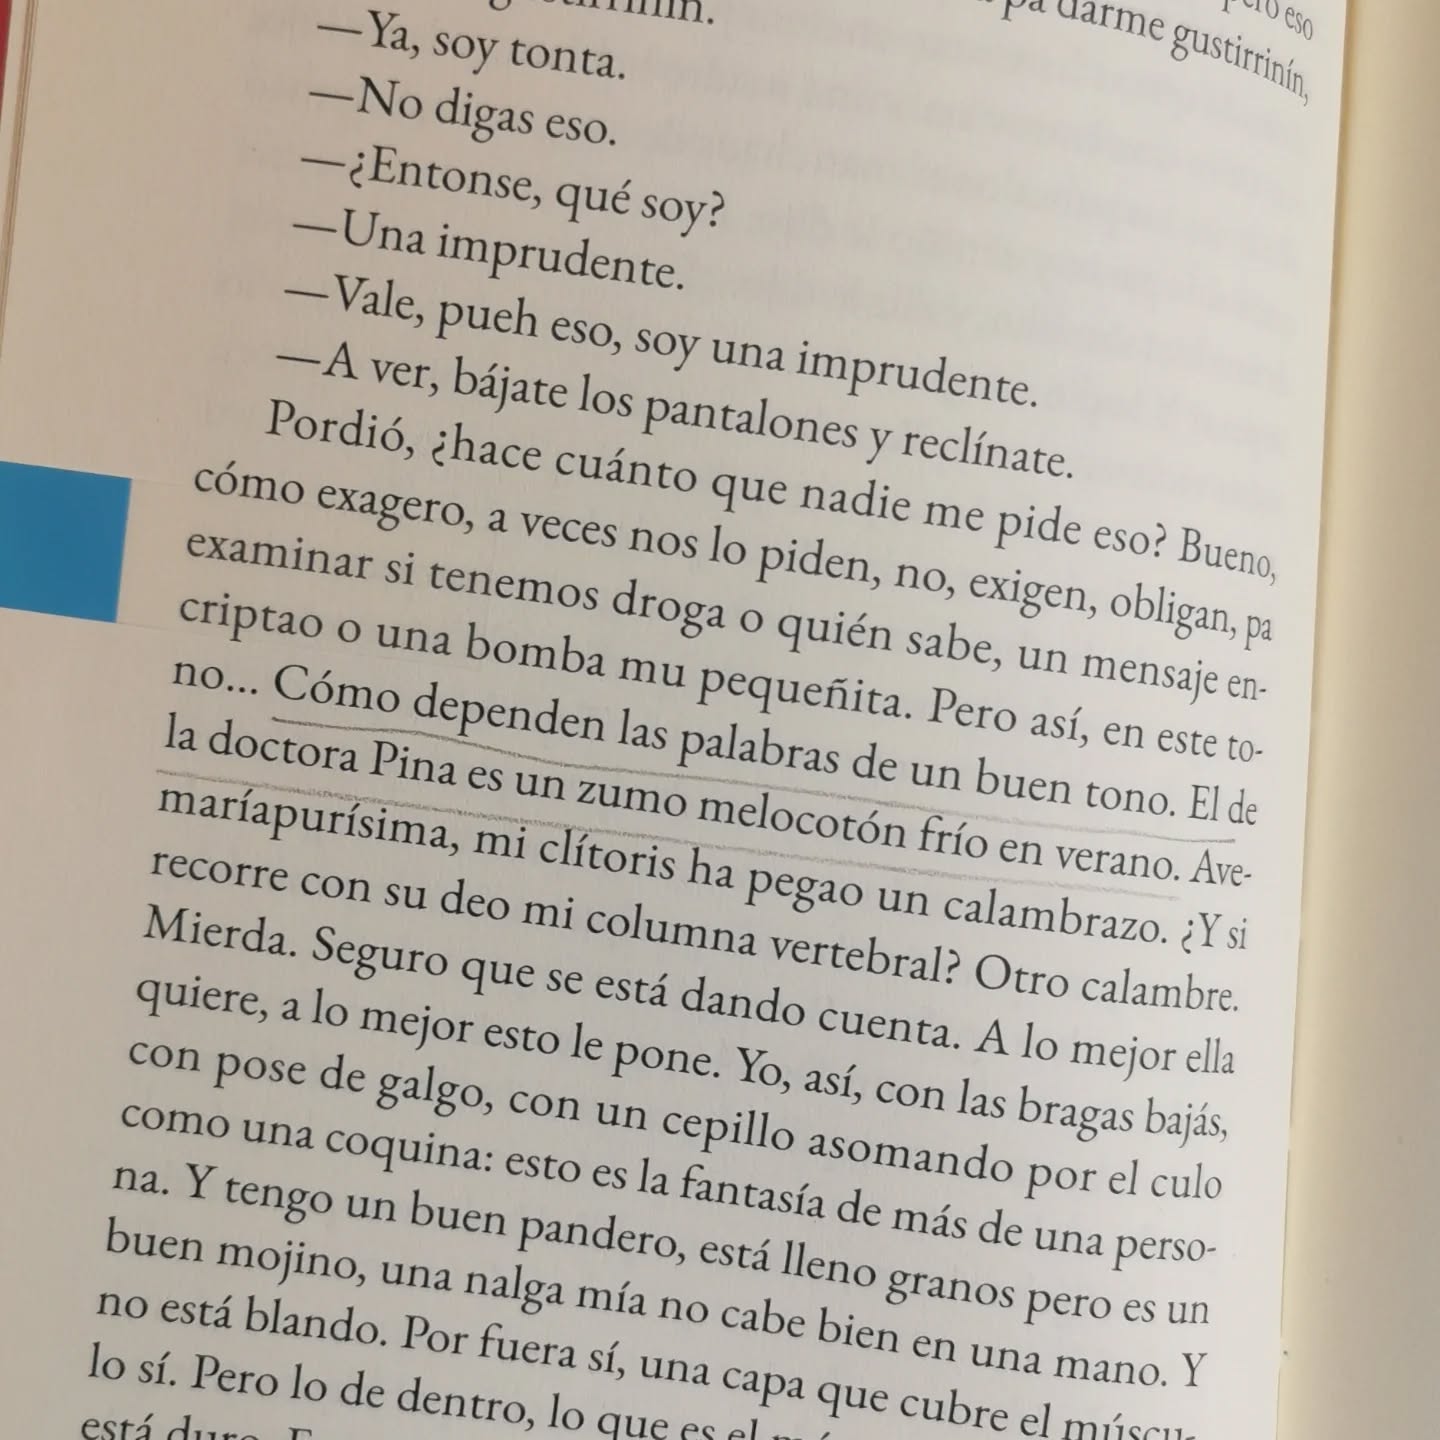 pero eso
pa darme gustirrinín,
gustirrinín.
—Ya, soy tonta.
—No digas eso.
—¿Entonse, qué soy?
—Una imprudente.
—Vale, pueh eso, soy una imprudente.
—A ver, bájate los pantalones y reclínate.
Pordió, ¿hace cuánto que nadie me pide eso? Bueno,
cómo exagero, a veces nos lo piden, no, exigen, obligan, pa
examinar si tenemos droga o quién sabe, un mensaje en-
criptao o una bomba mu pequeñita. Pero así, en este to-
no... Cómo dependen las palabras de un buen tono. El de
la doctora Pina es un zumo melocotón frío en verano. Ave-
maríapurísima, mi clítoris ha pegao un calambrazo. ¿Y si
recorre con su deo mi columna vertebral? Otro calambre.
Mierda. Seguro que se está dando cuenta. A lo mejor ella
quiere, a lo mejor esto le pone. Yo, así, con las bragas bajás,
con pose de galgo, con un cepillo asomando por el culo
como una coquina: esto es la fantasía de más de una perso-
na. Y tengo un buen pandero, está lleno granos pero es un
buen mojino, una nalga mía no cabe bien en una mano. Y
no está blando. Por fuera sí, una capa que cubre el múscu-
lo sí. Pero lo de dentro, lo que es el
está duro.